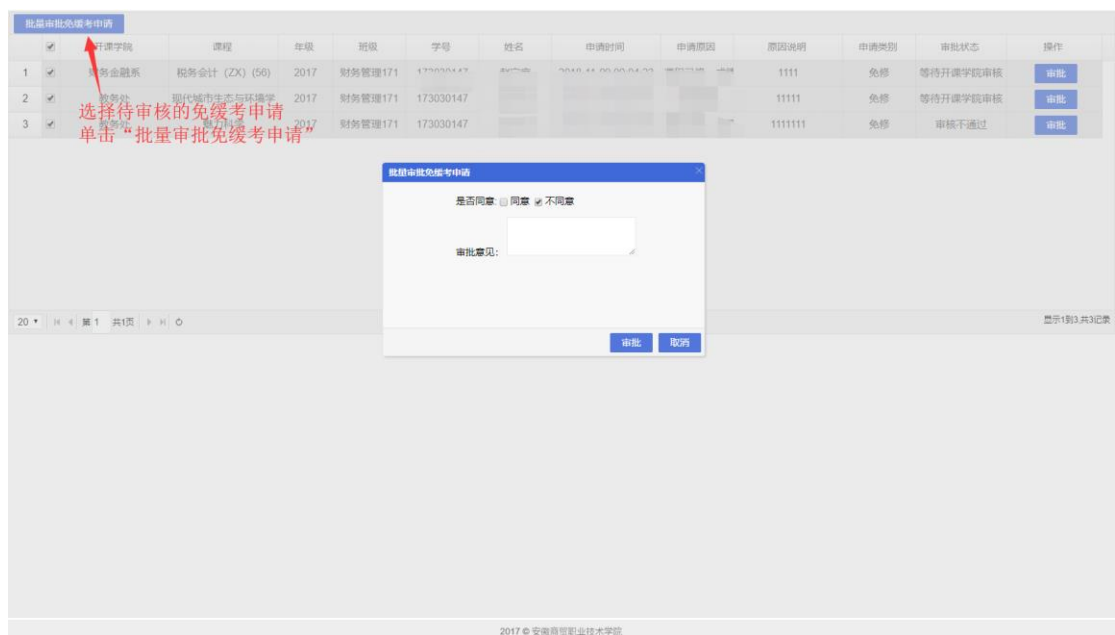 批量审批免缓考申请
开课学院 课程 年级 班级 学号 姓名 申请时间 申请原因 原因说明 申请类别 审批状态 操作
1 财务金融系 税务会计 (ZX) (56) 2017 财务管理171 1111 免修 等待开课学院审核 审批
2 教务处 现代城市生态与环境学 2017 财务管理171 173030147 11111 免修 等待开课学院审核 审批
3 教务处 2017 财务管理171 173030147 1111111 免修 审核不通过 审批
选择待审核的免缓考申请
单击“批量审批免缓考申请”
批量审批免缓考申请
是否同意: 同意 不同意
审批意见:
审批 取消
20 第 1 共1页 显示1到3,共3记录
2017 © 安徽商贸职业技术学院